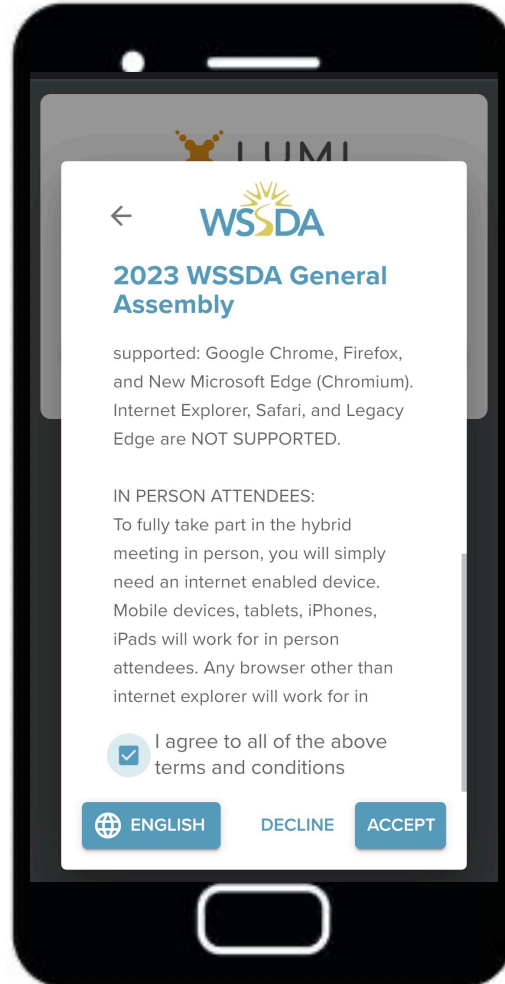 LUMI
WSSDA
2023 WSSDA General
Assembly
supported: Google Chrome, Firefox,
and New Microsoft Edge (Chromium).
Internet Explorer, Safari, and Legacy
Edge are NOT SUPPORTED.
IN PERSON ATTENDEES:
To fully take part in the hybrid
meeting in person, you will simply
need an internet enabled device.
Mobile devices, tablets, iPhones,
iPads will work for in person
attendees. Any browser other than
internet explorer will work for in
I agree to all of the above
terms and conditions
ENGLISH DECLINE ACCEPT